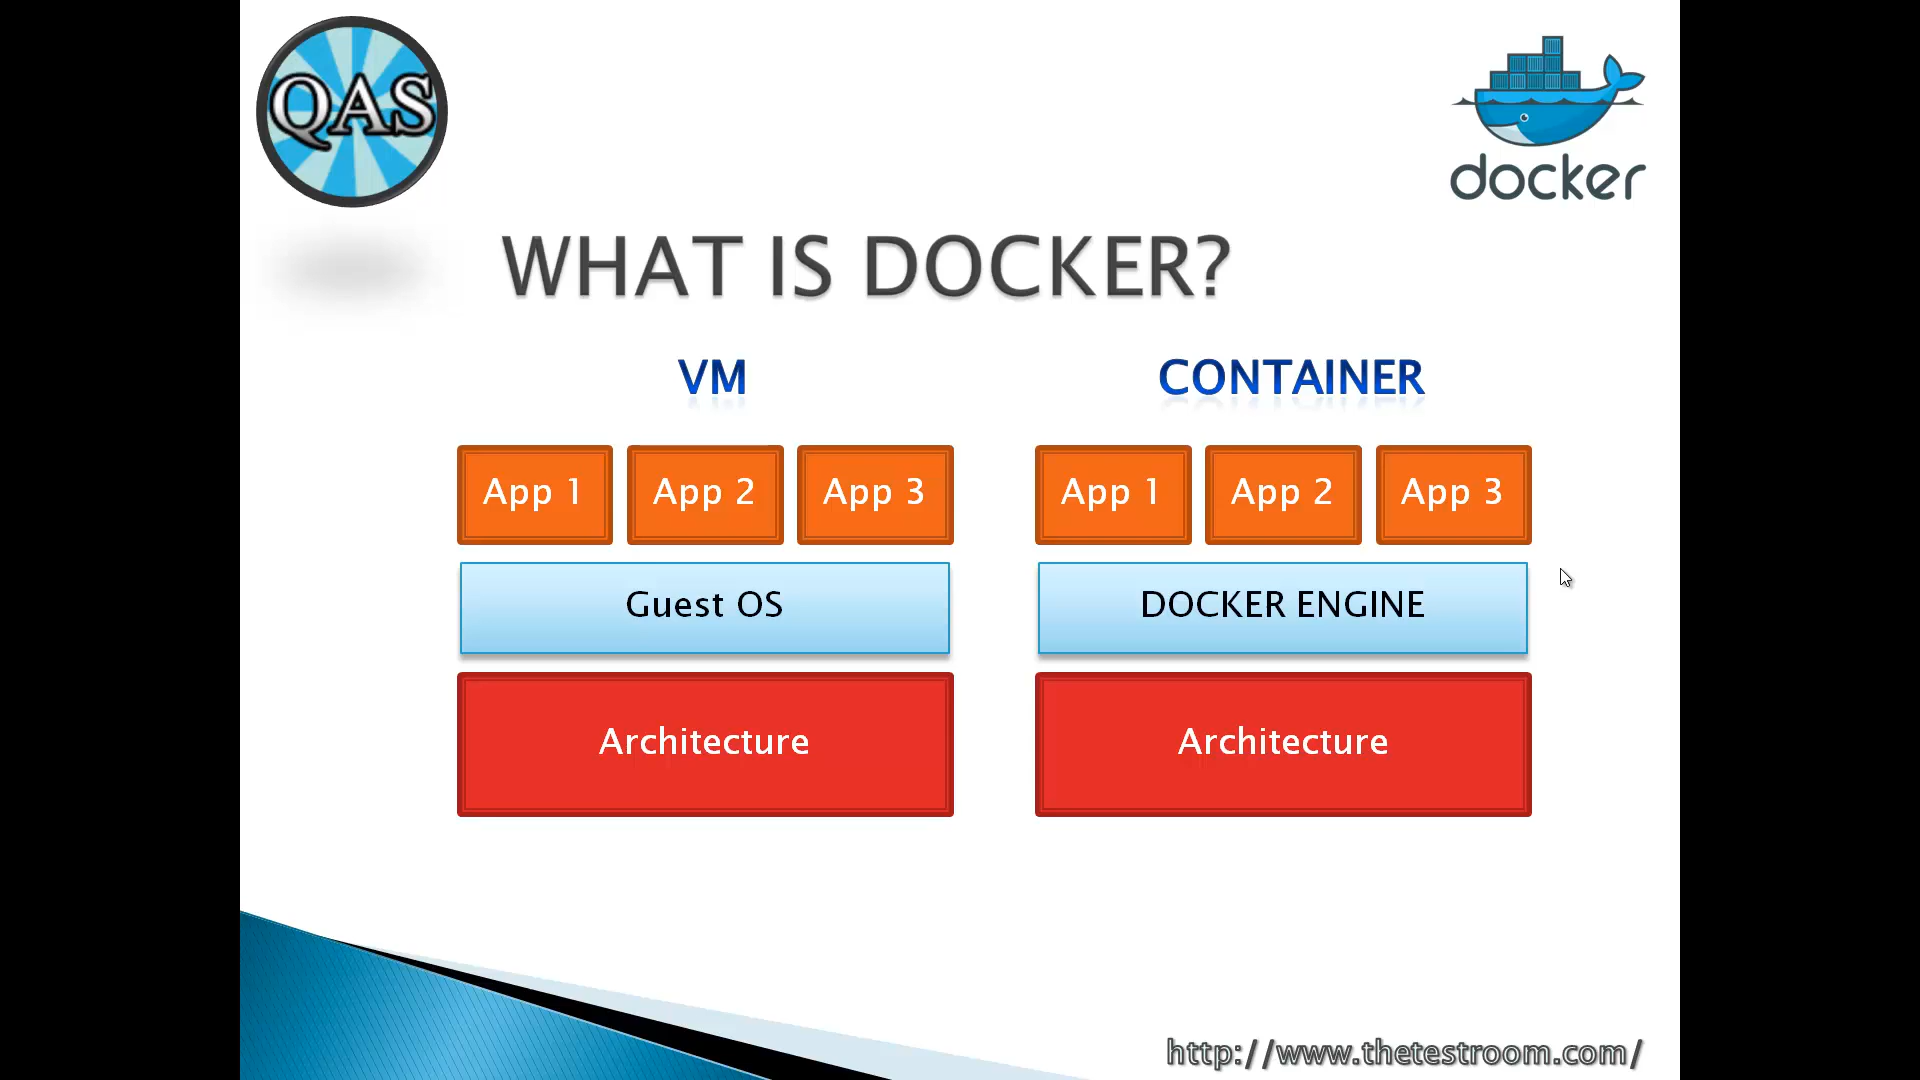 QAS
docker
WHAT IS DOCKER?
VM
CONTAINER
App 1 App 2 App 3
App 1 App 2 App 3
Guest OS
DOCKER ENGINE
Architecture
Architecture
http://www.thetestroom.com/